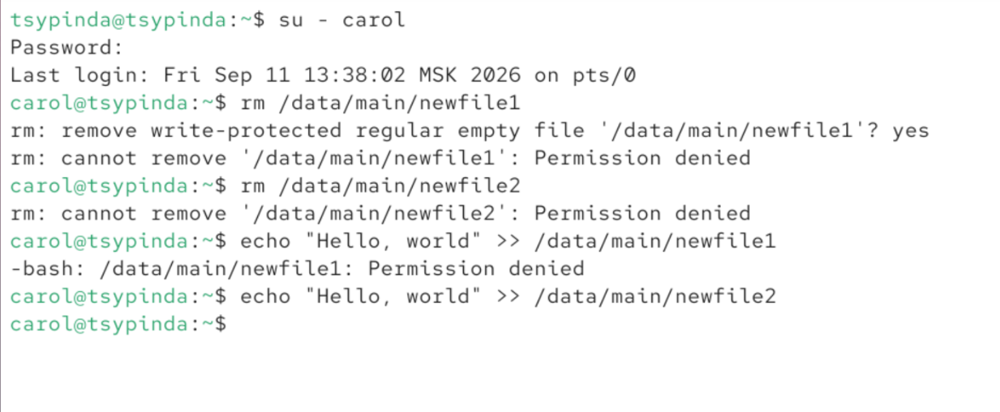 tsypinda@tsypinda:~$ su - carol
Password:
Last login: Fri Sep 11 13:38:02 MSK 2026 on pts/0
carol@tsypinda:~$ rm /data/main/newfile1
rm: remove write-protected regular empty file '/data/main/newfile1'? yes
rm: cannot remove '/data/main/newfile1': Permission denied
carol@tsypinda:~$ rm /data/main/newfile2
rm: cannot remove '/data/main/newfile2': Permission denied
carol@tsypinda:~$ echo "Hello, world" >> /data/main/newfile1
-bash: /data/main/newfile1: Permission denied
carol@tsypinda:~$ echo "Hello, world" >> /data/main/newfile2
carol@tsypinda:~$